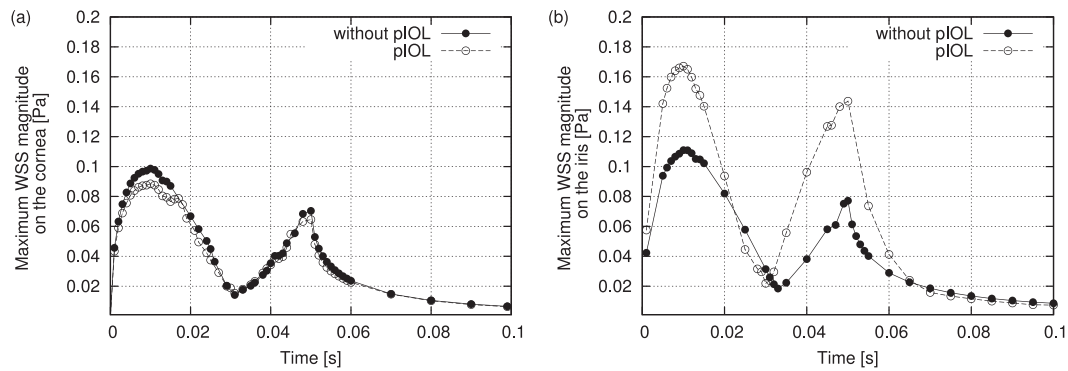 (a)
without pIOL
pIOL
Maximum WSS magnitude
on the cornea [Pa]
0.2
0.18
0.16
0.14
0.12
0.1
0.08
0.06
0.04
0.02
0
0 0.02 0.04 0.06 0.08 0.1
Time [s]
(b)
without pIOL
pIOL
Maximum WSS magnitude
on the iris [Pa]
0.2
0.18
0.16
0.14
0.12
0.1
0.08
0.06
0.04
0.02
0
0 0.02 0.04 0.06 0.08 0.1
Time [s]